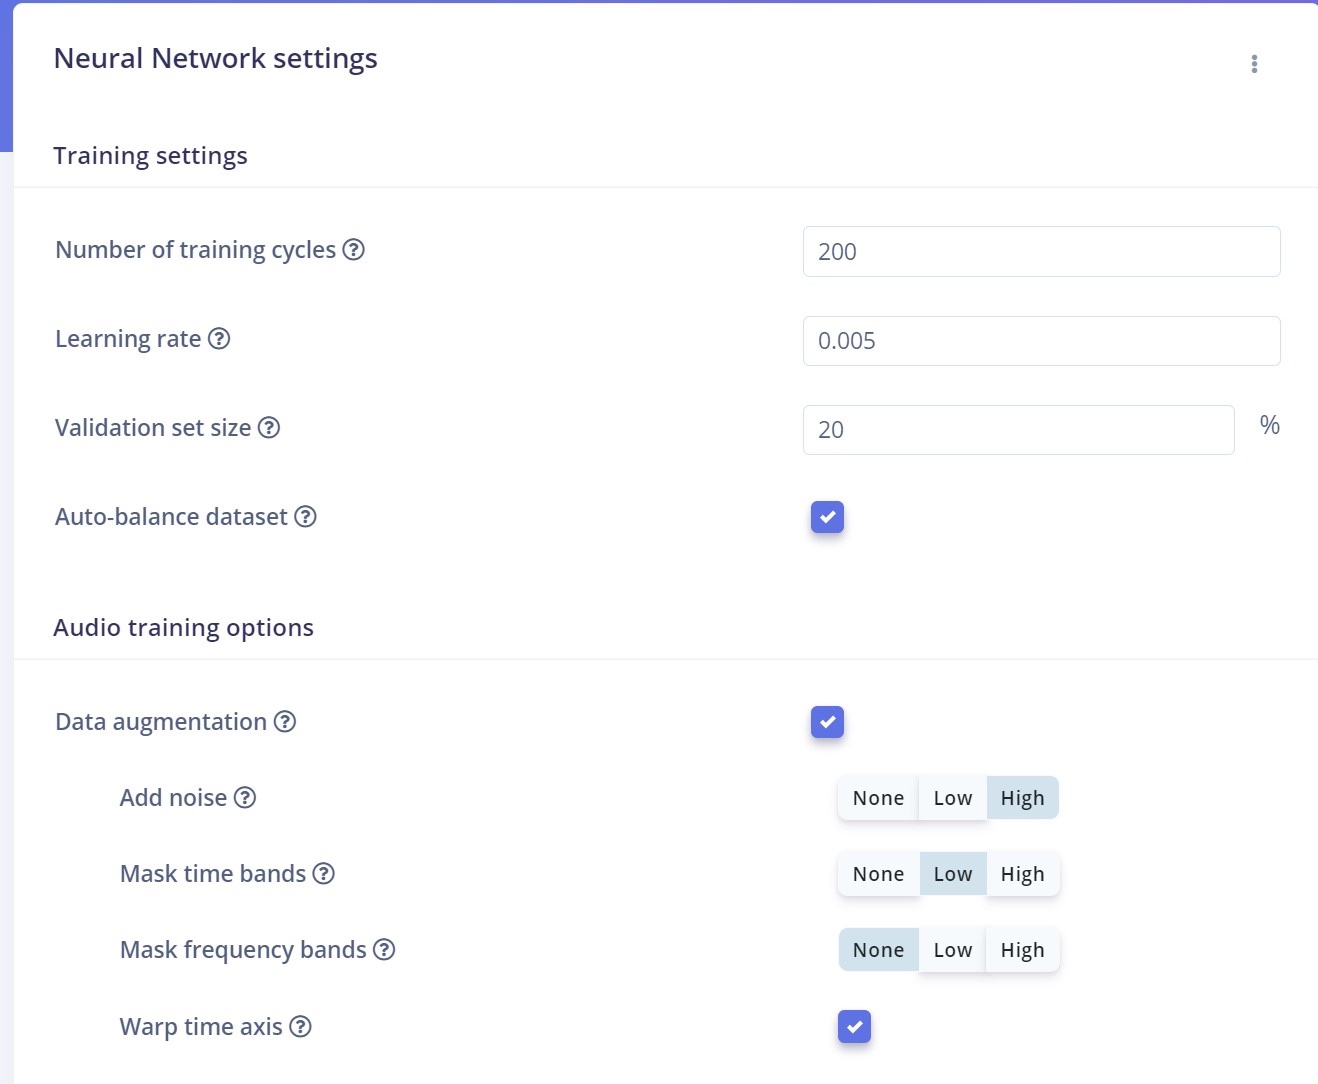 Neural Network settings
Training settings
Number of training cycles
200
Learning rate
0.005
Validation set size
20 %
Auto-balance dataset
Audio training options
Data augmentation
Add noise
None Low High
Mask time bands
None Low High
Mask frequency bands
None Low High
Warp time axis